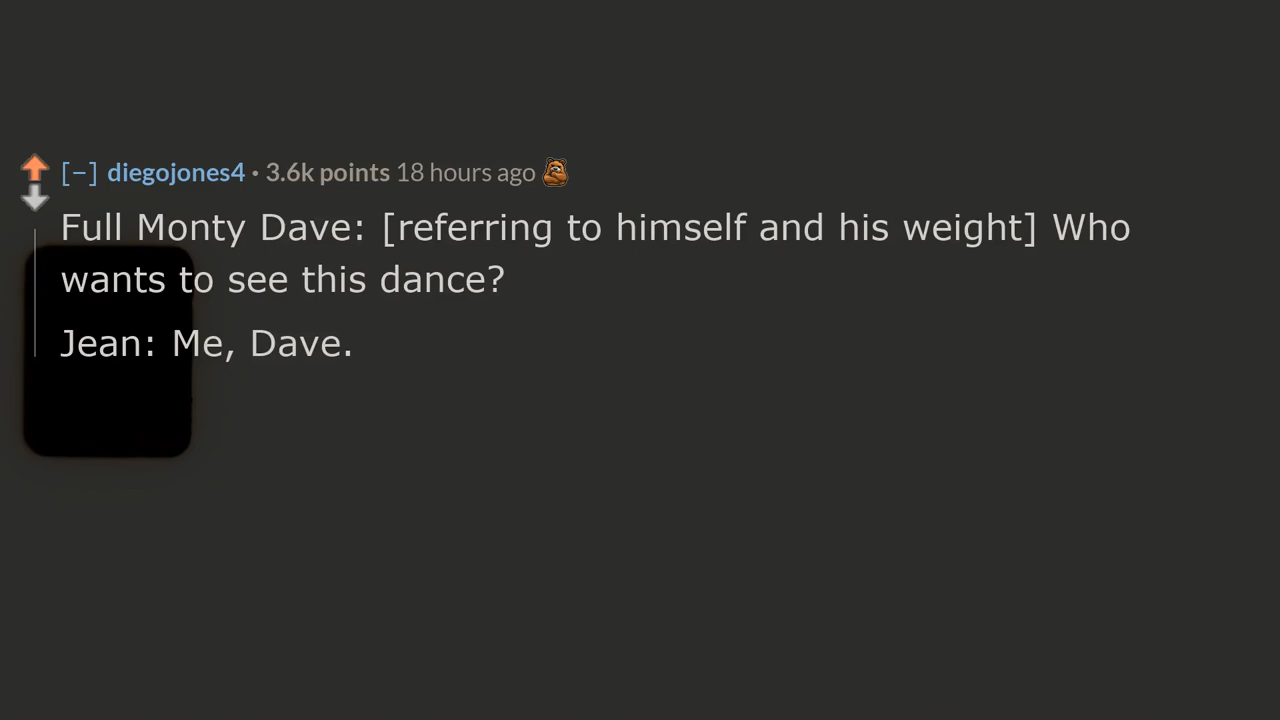 [−] diegojones4 • 3.6k points 18 hours ago
Full Monty Dave: [referring to himself and his weight] Who
wants to see this dance?
Jean: Me, Dave.